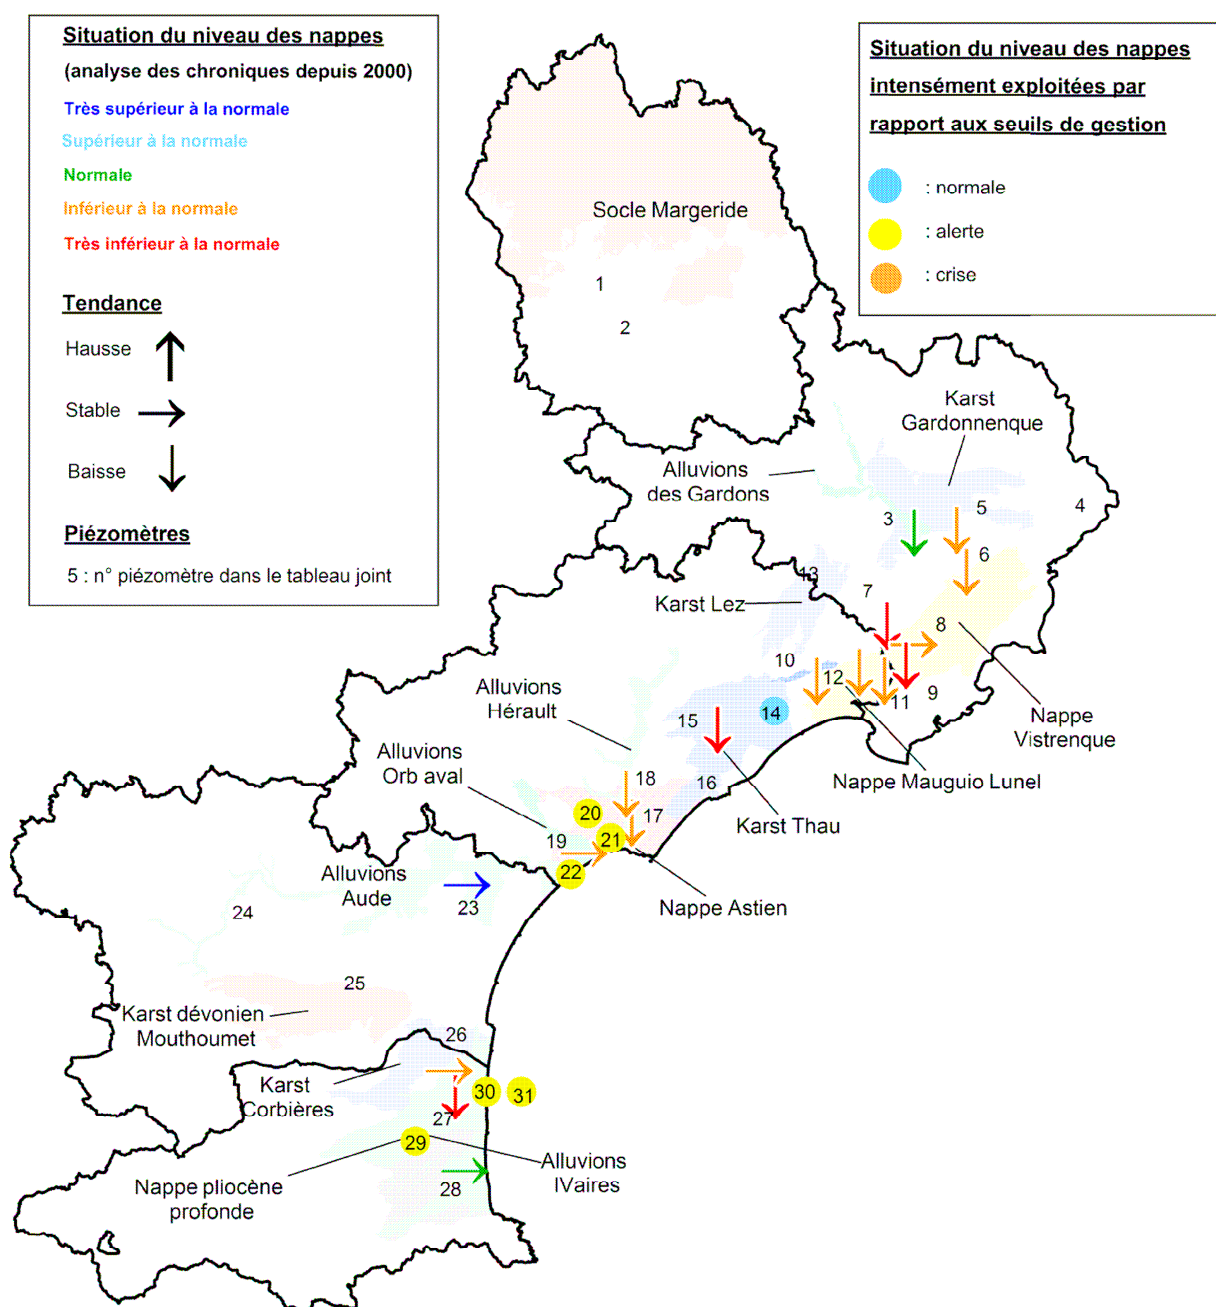 Situation du niveau des nappes
(analyse des chroniques depuis 2000)
Très supérieur à la normale
Supérieur à la normale
Normale
Inférieur à la normale
Très inférieur à la normale
Tendance
Hausse
Stable
Baisse
Piézomètres
5 : n° piézomètre dans le tableau joint
Situation du niveau des nappes
intensément exploitées par
rapport aux seuils de gestion
: normale
: alerte
: crise
Socle Margeride
1
2
Karst
Gardonnenque
Alluvions
des Gardons
3
5
4
6
13
7
Karst Lez
8
10
12
9
11
Alluvions
Hérault
15
14
Nappe
Vistrenque
Alluvions
Orb aval
18
16
Nappe Mauguio Lunel
20
17
Karst Thau
19
21
22
Alluvions
Aude
23
Nappe Astien
24
25
Karst dévonien
Mouthoumet
26
Karst
Corbières
30
31
27
29
Alluvions
IVaires
Nappe pliocène
profonde
28